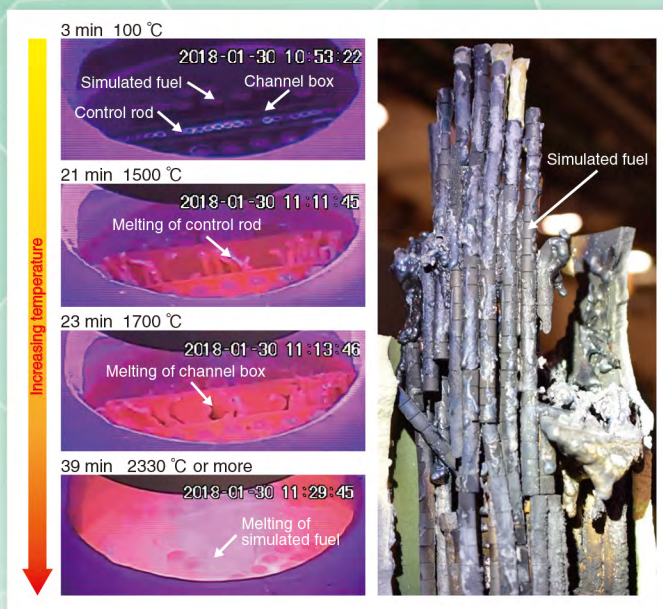 3 min 100 ℃
2018-01-30 10:53:22
Simulated fuel
Channel box
Control rod
21 min 1500 ℃
2018-01-30 11:11:45
Melting of control rod
23 min 1700 ℃
2018-01-30 11:13:46
Melting of channel box
39 min 2330 ℃ or more
2018-01-30 11:29:45
Melting of
simulated fuel
Increasing temperature
Simulated fuel